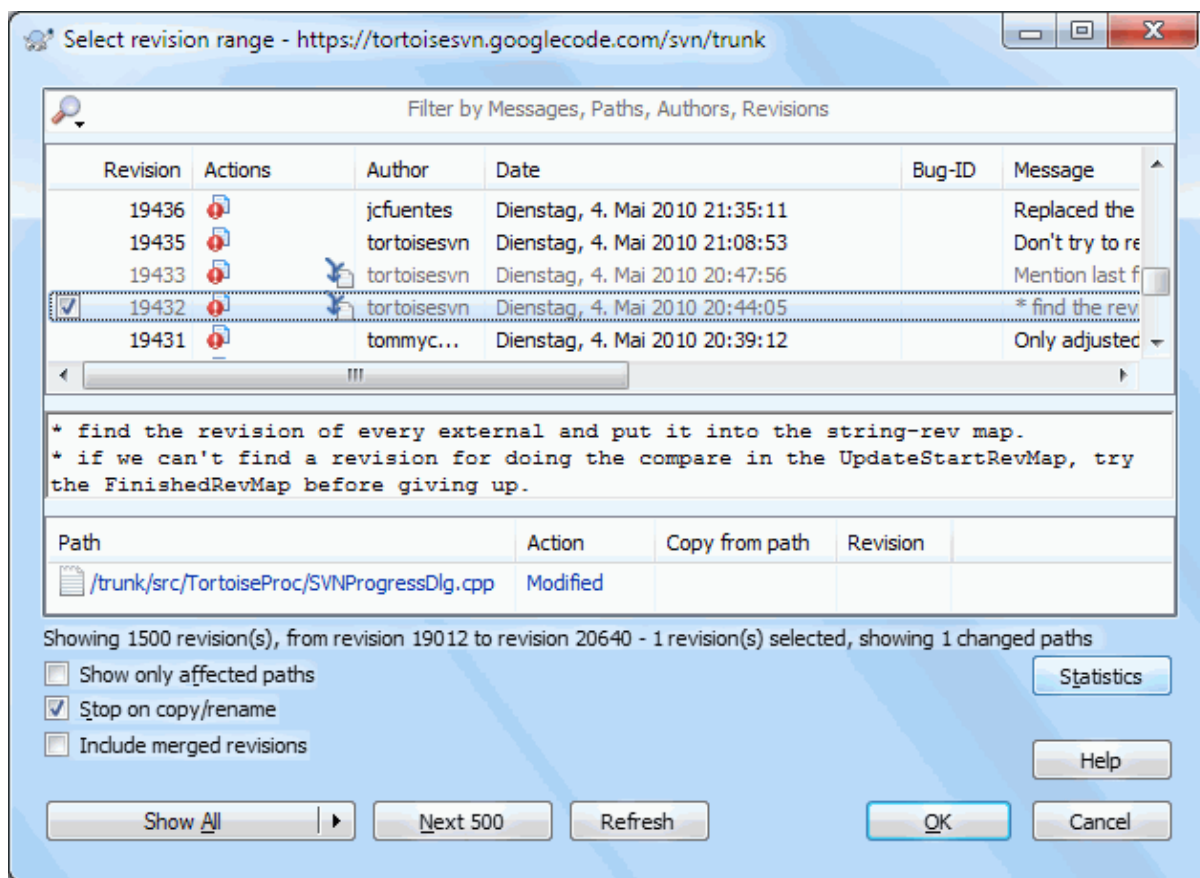 Select revision range - https://tortoisesvn.googlecode.com/svn/trunk
Filter by Messages, Paths, Authors, Revisions
Revision Actions Author Date Bug-ID Message
19436 jcfuentes Dienstag, 4. Mai 2010 21:35:11 Replaced the
19435 tortoisesvn Dienstag, 4. Mai 2010 21:08:53 Don't try to re
19433 tortoisesvn Dienstag, 4. Mai 2010 20:47:56 Mention last f
19432 tortoisesvn Dienstag, 4. Mai 2010 20:44:05 * find the rev
19431 tommyc... Dienstag, 4. Mai 2010 20:39:12 Only adjusted
* find the revision of every external and put it into the string-rev map.
* if we can't find a revision for doing the compare in the UpdateStartRevMap, try
the FinishedRevMap before giving up.
Path Action Copy from path Revision
/trunk/src/TortoiseProc/SVNProgressDlg.cpp Modified
Showing 1500 revision(s), from revision 19012 to revision 20640 - 1 revision(s) selected, showing 1 changed paths
Show only affected paths
Statistics
Stop on copy/rename
Include merged revisions
Help
Show All Next 500 Refresh OK Cancel